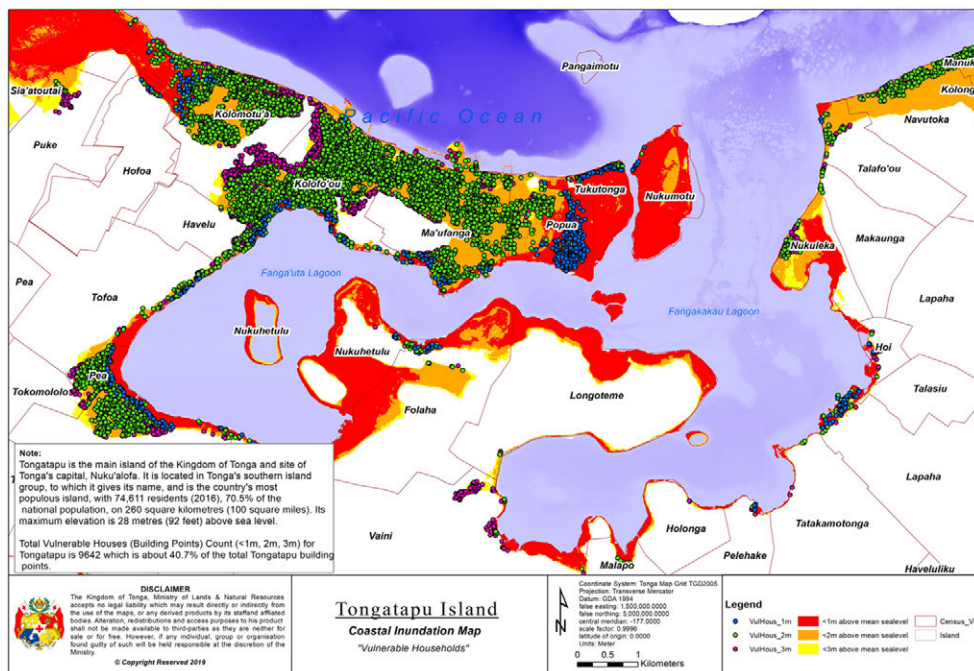 Pangaimotu
Manuk
Kolong
Navutoka
Sia'atoutai
Kolomotu'a
Pacific Ocean
Puke
Hofoa
Talafo'ou
Kolofo'ou
Tukutonga
Nukumotu
Havelu
Ma'ufanga
Popua
Nukuleka
Makaunga
Pea
Tofoa
Fanga'uta Lagoon
Fangakakau Lagoon
Lapaha
Nukuhetulu
Nukuhetulu
Hoi
Pea
Tokomololo
Folaha
Longoteme
Talasiu
Note:
Tongatapu is the main island of the Kingdom of Tonga and site of
Tonga's capital, Nuku'alofa. It is located in Tonga's southern island
group, to which it gives its name, and is the country's most
populous island, with 74,611 residents (2016), 70.5% of the
national population, on 260 square kilometres (100 square miles). Its
maximum elevation is 28 metres (92 feet) above sea level.
Total Vulnerable Houses (Building Points) Count (<1m, 2m, 3m) for
Tongatapu is 9642 which is about 40.7% of the total Tongatapu building
points.
Lapaha
Vaini
Holonga
Tatakamotonga
Malapo
Pelehake
Haveluliku
DISCLAIMER
The Kingdom of Tonga, Ministry of Lands & Natural Resources
accepts no legal liability which may result directly or indirectly from
the use of the maps, or any derived products by its staffand affliated
bodies. Alteration, redistributions and access purposes to his product
shall not be made available to third-parties as they are neither for
sale or for free. However, if any individual, group or organisation
found guilty of such will be held responsible at the discretion of the
Ministry.
© Copyright Reserved 2019
Tongatapu Island
Coastal Inundation Map
"Vulnerable Households"
Coordinate System: Tonga Map Grid TGD2005
Projection: Transverse Mercator
Datum: GDA 1994
false easting: 1,500,000.0000
false northing: 5,000,000.0000
central meridian: -177.0000
scale factor: 0.9996
latitude of origin: 0.0000
Units: Meter
1 0.5 0 1
Kilometers
Legend
VulHous_1m
<1m above mean sealevel
Census_Vi
VulHous_2m
<2m above mean sealevel
Island
VulHous_3m
<3m above mean sealevel